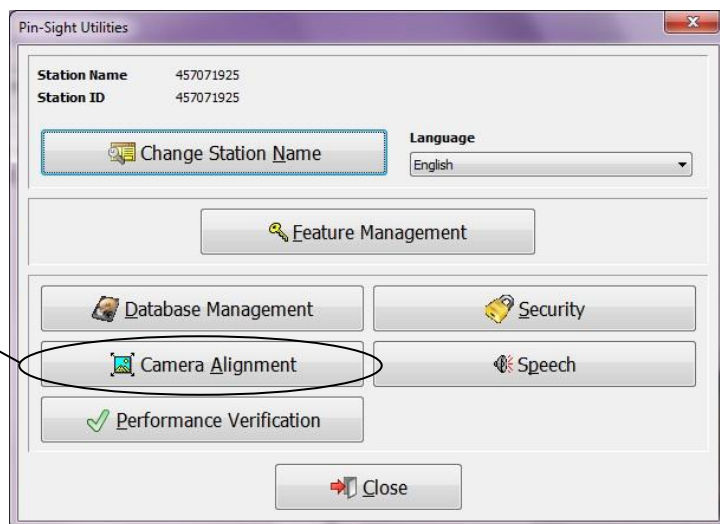 Pin-Sight Utilities
Station Name 457071925
Station ID 457071925
Change Station Name
Language
English
Feature Management
Database Management
Security
Camera Alignment
Speech
Performance Verification
Close